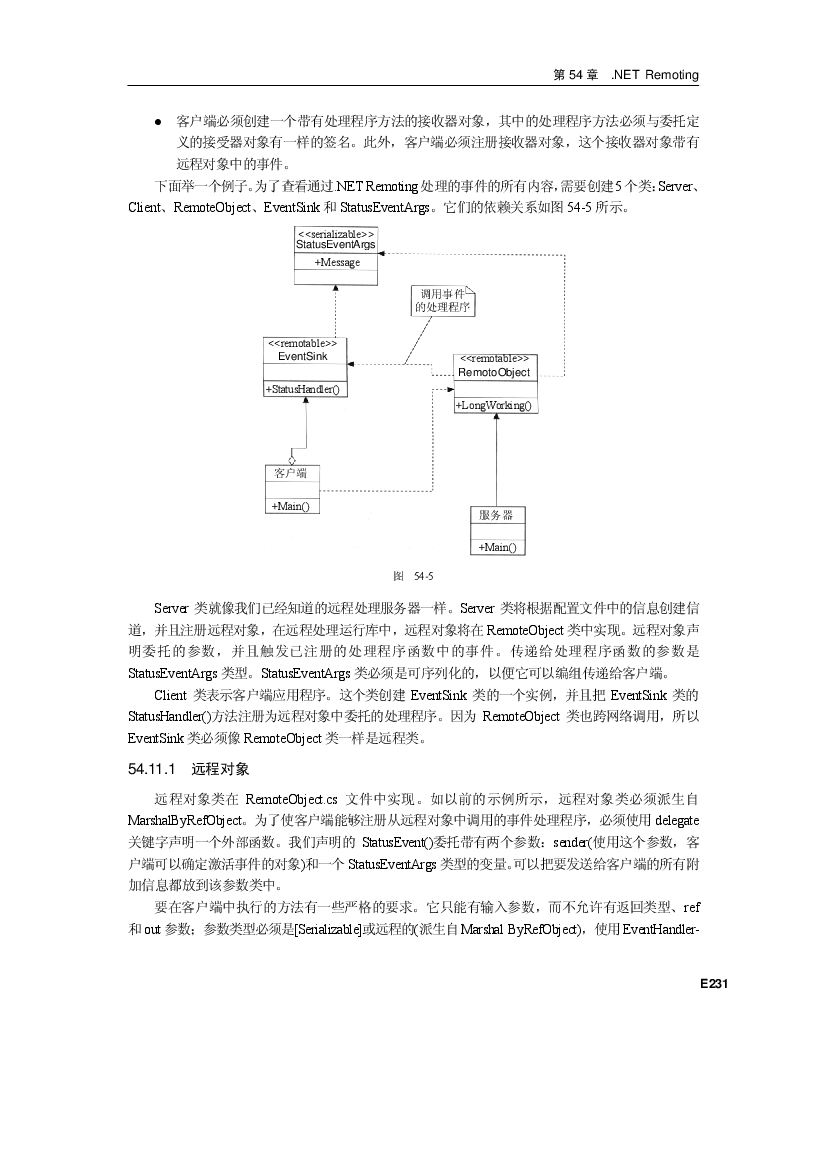 第 54 章 .NET Remoting
● 客户端必须创建一个带有处理程序方法的接收器对象，其中的处理程序方法必须与委托定
义的接受器对象有一样的签名。此外，客户端必须注册接收器对象，这个接收器对象带有
远程对象中的事件。
下面举一个例子。为了查看通过.NET Remoting 处理的事件的所有内容,需要创建 5 个类：Server、
Client、RemoteObject、EventSink 和 StatusEventArgs。它们的依赖关系如图 54-5 所示。
<<serializable>>
StatusEventArgs
+Message
调用事件
的处理程序
<<remotable>>
EventSink
+StatusHandler()
<<remotable>>
RemotoObject
+LongWorking()
客户端
+Main()
服务器
+Main()
图 54-5
Server 类就像我们已经知道的远程处理服务器一样。Server 类将根据配置文件中的信息创建信
道，并且注册远程对象，在远程处理运行库中，远程对象将在 RemoteObject 类中实现。远程对象声
明委托的参数，并且触发已注册的处理程序函数中的事件。传递给处理程序函数的参数是
StatusEventArgs 类型。StatusEventArgs 类必须是可序列化的，以便它可以编组传递给客户端。
Client 类表示客户端应用程序。这个类创建 EventSink 类的一个实例，并且把 EventSink 类的
StatusHandler()方法注册为远程对象中委托的处理程序。因为 RemoteObject 类也跨网络调用，所以
EventSink 类必须像 RemoteObject 类一样是远程类。
54.11.1 远程对象
远程对象类在 RemoteObject.cs 文件中实现。如以前的示例所示，远程对象类必须派生自
MarshalByRefObject。为了使客户端能够注册从远程对象中调用的事件处理程序，必须使用 delegate
关键字声明一个外部函数。我们声明的 StatusEvent()委托带有两个参数：sender(使用这个参数，客
户端可以确定激活事件的对象)和一个 StatusEventArgs 类型的变量。可以把要发送给客户端的所有附
加信息都放到该参数类中。
要在客户端中执行的方法有一些严格的要求。它只能有输入参数，而不允许有返回类型、ref
和 out 参数；参数类型必须是[Serializable]或远程的(派生自 Marshal ByRefObject)，使用 EventHandler-
E231